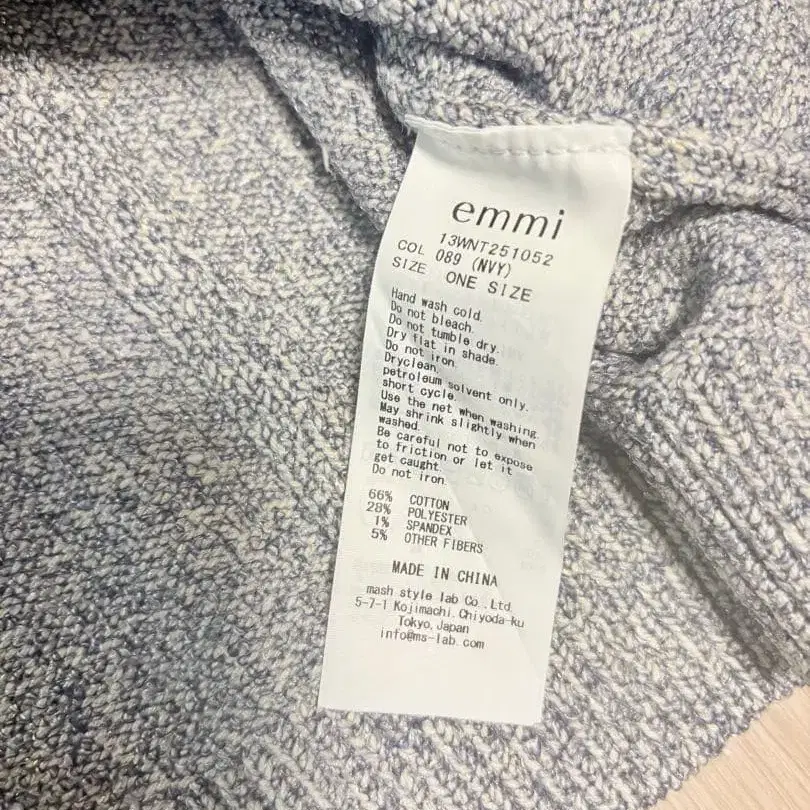 emmi
13WNT251052
COL 089 (NVY)
SIZE ONE SIZE
Hand wash cold.
Do not bleach.
Do not tumble dry.
Dry flat in shade.
Do not iron.
Dryclean.
petroleum solvent only.
short cycle.
Use the net when washing.
May shrink slightly when
washed.
Be careful not to expose
to friction or let it
get caught.
Do not iron.
66% COTTON
28% POLYESTER
1% SPANDEX
5% OTHER FIBERS
MADE IN CHINA
mash style lab Co.,Ltd.
5-7-1 Kojimachi,Chiyoda-ku
Tokyo,Japan
info@ms-lab.com